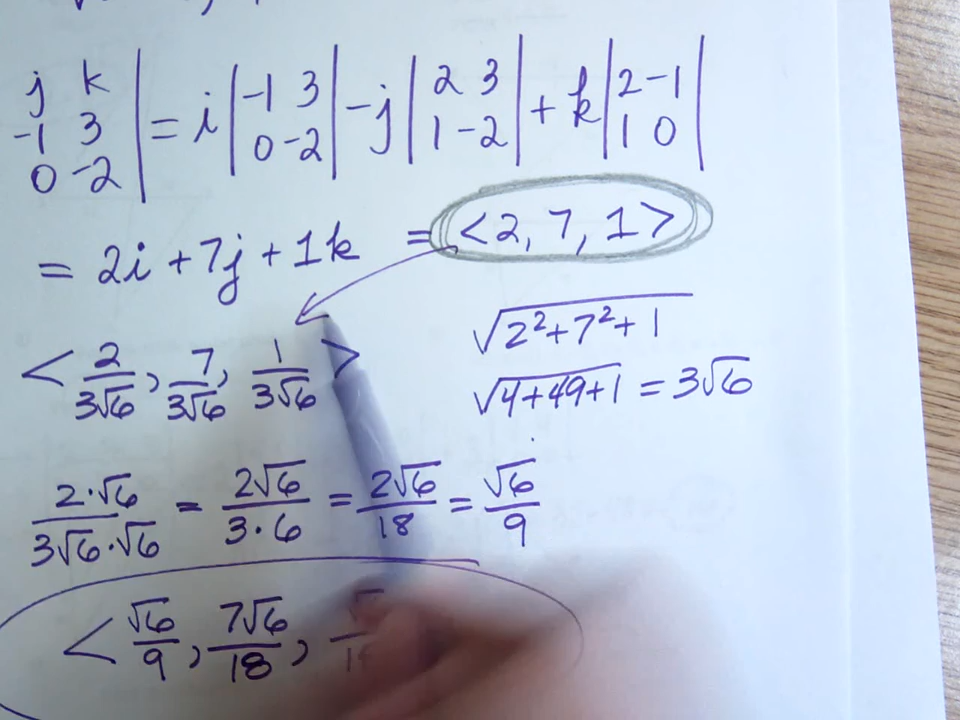 j k
-1 3
0 -2 | = i |-1 3 0 -2| - j |2 3 1 -2| + k |2 -1 1 0|
= 2i + 7j + 1k = <2, 7, 1>
√2² + 7² + 1
< 2/3√6, 7/3√6, 1/3√6 >
√4+49+1 = 3√6
2·√6/3√6·√6 = 2√6/3·6 = 2√6/18 = √6/9
< √6/9, 7√6/18,